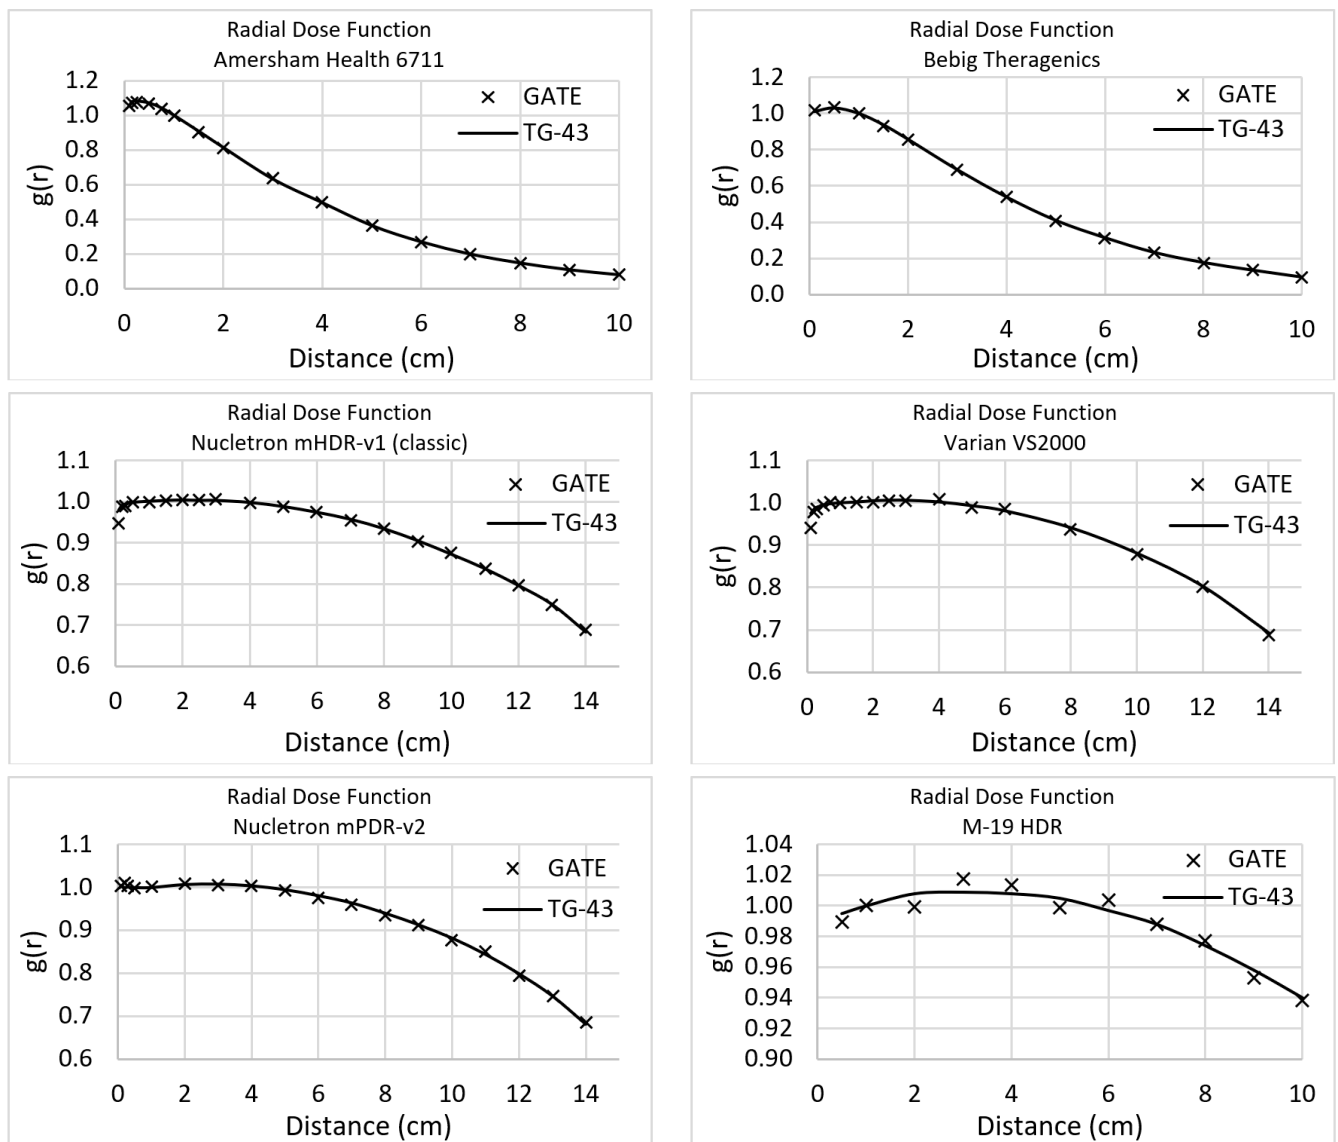 Radial Dose Function
Amersham Health 6711
1.2
1.0
0.8
0.6
0.4
0.2
0.0
g(r)
× GATE
TG-43
0 2 4 6 8 10
Distance (cm)
Radial Dose Function
Bebig Theragenics
1.2
1.0
0.8
0.6
0.4
0.2
0.0
g(r)
× GATE
TG-43
0 2 4 6 8 10
Distance (cm)
Radial Dose Function
Nucletron mHDR-v1 (classic)
1.1
1.0
0.9
0.8
0.7
0.6
g(r)
× GATE
TG-43
0 2 4 6 8 10 12 14
Distance (cm)
Radial Dose Function
Varian VS2000
1.1
1.0
0.9
0.8
0.7
0.6
g(r)
× GATE
TG-43
0 2 4 6 8 10 12 14
Distance (cm)
Radial Dose Function
Nucletron mPDR-v2
1.1
1.0
0.9
0.8
0.7
0.6
g(r)
× GATE
TG-43
0 2 4 6 8 10 12 14
Distance (cm)
Radial Dose Function
M-19 HDR
1.04
1.02
1.00
0.98
0.96
0.94
0.92
0.90
g(r)
× GATE
TG-43
0 2 4 6 8 10
Distance (cm)